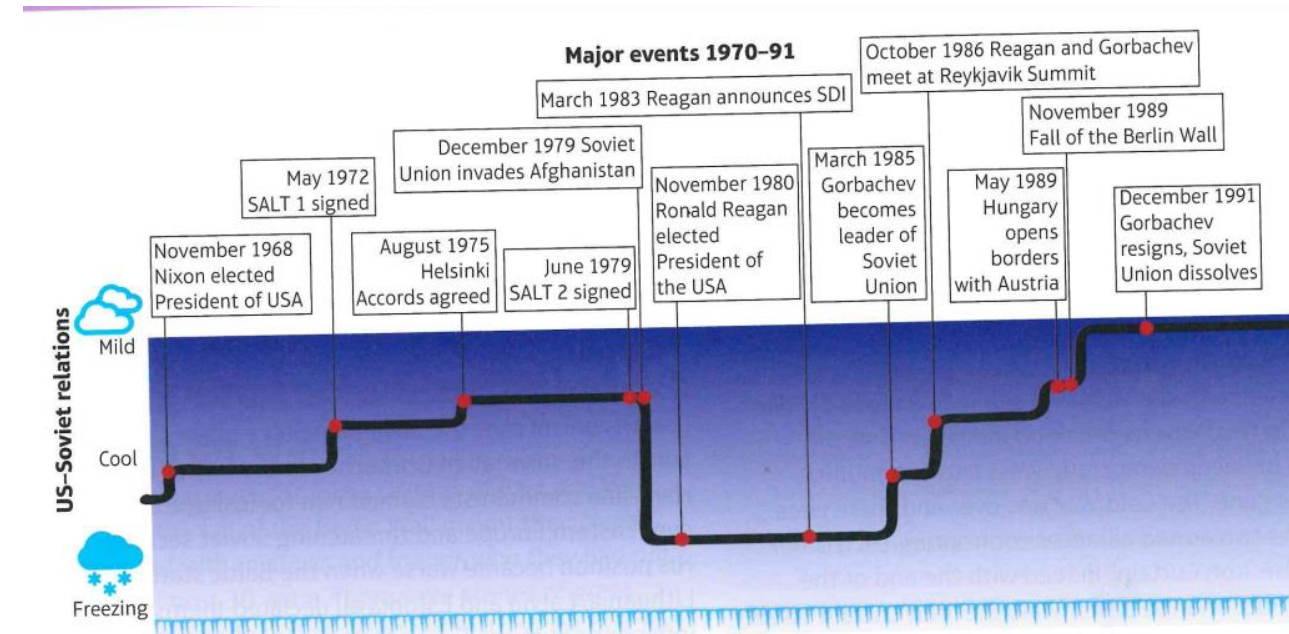 Major events 1970–91
October 1986 Reagan and Gorbachev
meet at Reykjavik Summit
March 1983 Reagan announces SDI
November 1989
Fall of the Berlin Wall
December 1979 Soviet
Union invades Afghanistan
May 1972
SALT 1 signed
November 1980
Ronald Reagan
elected
President of
the USA
March 1985
Gorbachev
becomes
leader of
Soviet
Union
May 1989
Hungary
opens
borders
with Austria
December 1991
Gorbachev
resigns, Soviet
Union dissolves
November 1968
Nixon elected
President of USA
August 1975
Helsinki
Accords agreed
June 1979
SALT 2 signed
US–Soviet relations
Mild
Cool
Freezing